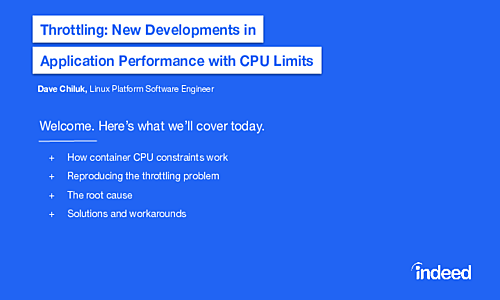 Throttling: New Developments in
Application Performance with CPU Limits
Dave Chiluk, Linux Platform Software Engineer
Welcome. Here's what we'll cover today.
+ How container CPU constraints work
+ Reproducing the throttling problem
+ The root cause
+ Solutions and workarounds
indeed